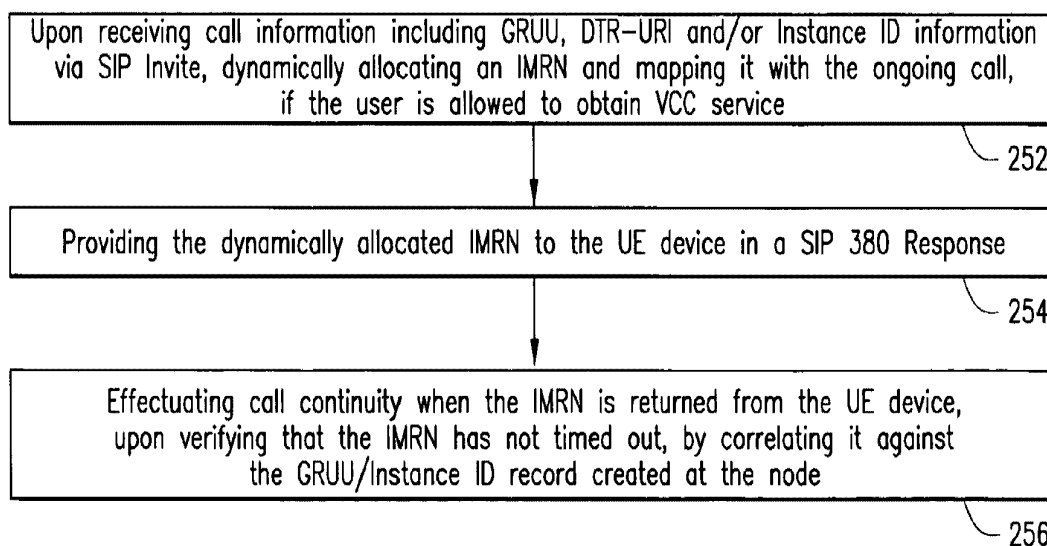 Upon receiving call information including GRUU, DTR-URI and/or Instance ID information
via SIP Invite, dynamically allocating an IMRN and mapping it with the ongoing call,
if the user is allowed to obtain VCC service
252
Providing the dynamically allocated IMRN to the UE device in a SIP 380 Response
254
Effectuating call continuity when the IMRN is returned from the UE device,
upon verifying that the IMRN has not timed out, by correlating it against
the GRUU/Instance ID record created at the node
256